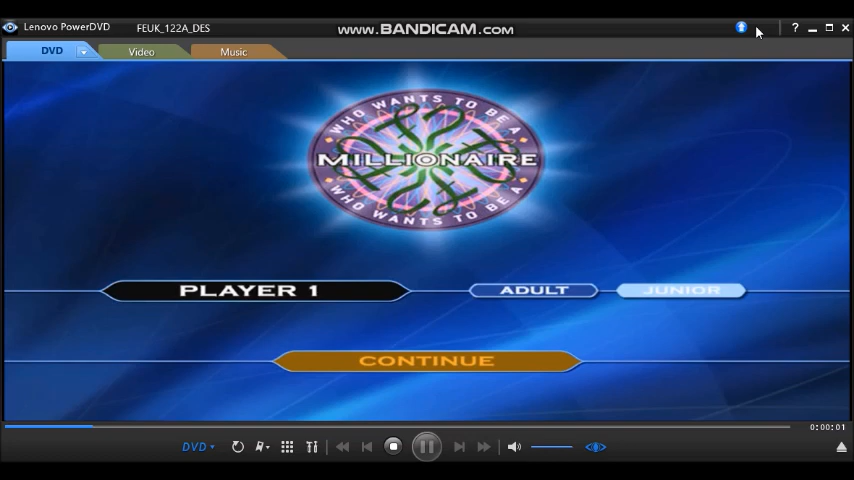 Lenovo PowerDVD
FEUK_122A_DES
www.BANDICAM.com
?
DVD
Video
Music
WHO WANTS TO BE A
MILLIONAIRE
WHO WANTS TO BE A
PLAYER 1
ADULT
JUNIOR
CONTINUE
0:00:01
DVD